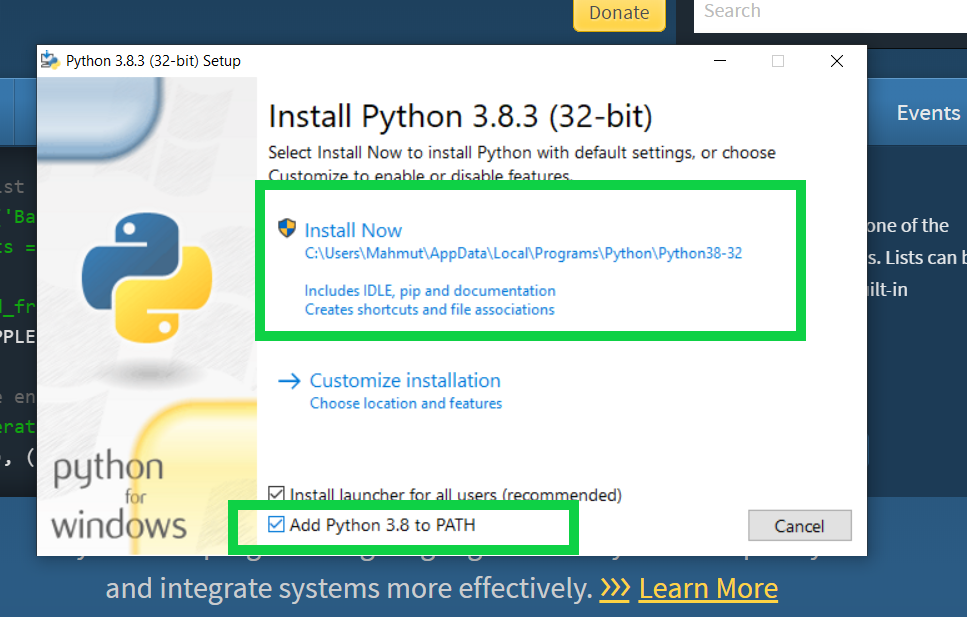 Donate
Search
Python 3.8.3 (32-bit) Setup
Events
Install Python 3.8.3 (32-bit)
Select Install Now to install Python with default settings, or choose
Customize to enable or disable features.
Install Now
C:\Users\Mahmut\AppData\Local\Programs\Python\Python38-32
Includes IDLE, pip and documentation
Creates shortcuts and file associations
Customize installation
Choose location and features
Install launcher for all users (recommended)
Add Python 3.8 to PATH
Cancel
python
for
windows
one of the
s. Lists can b
ilt-in
ist
'Ba
ts =
d_fr
PPLE
e en
erat
, (
and integrate systems more effectively. >>> Learn More